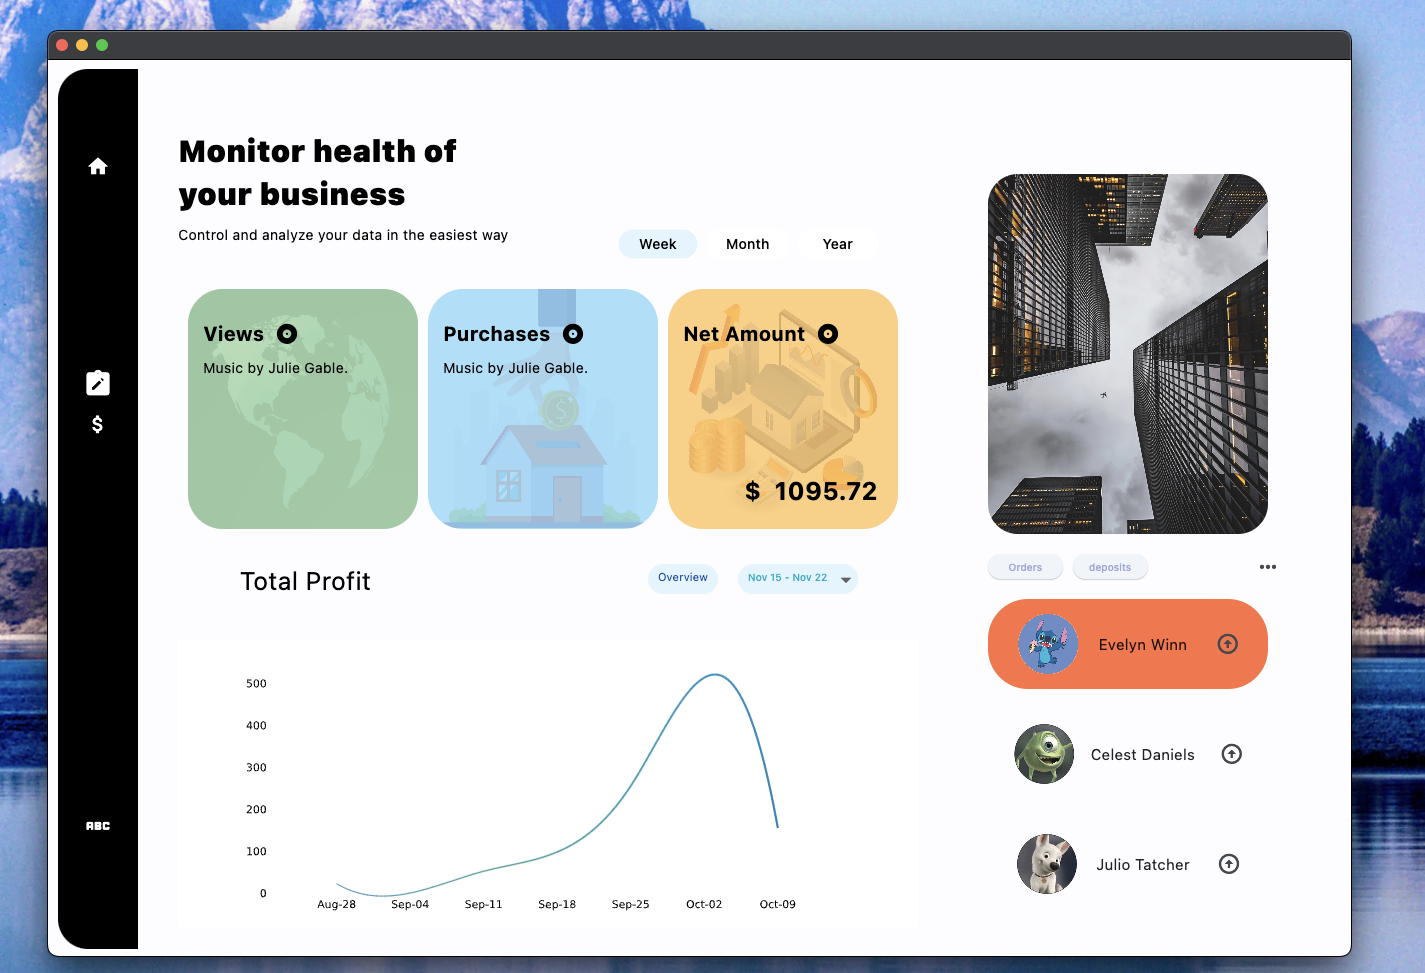 Monitor health of
your business
Control and analyze your data in the easiest way
Week Month Year
Views
Music by Julie Gable.
Purchases
Music by Julie Gable.
Net Amount
$ 1095.72
Total Profit
Overview
Nov 15 - Nov 22
500
400
300
200
100
0
Aug-28 Sep-04 Sep-11 Sep-18 Sep-25 Oct-02 Oct-09
Orders deposits
Evelyn Winn
Celest Daniels
Julio Tatcher
$
ABC